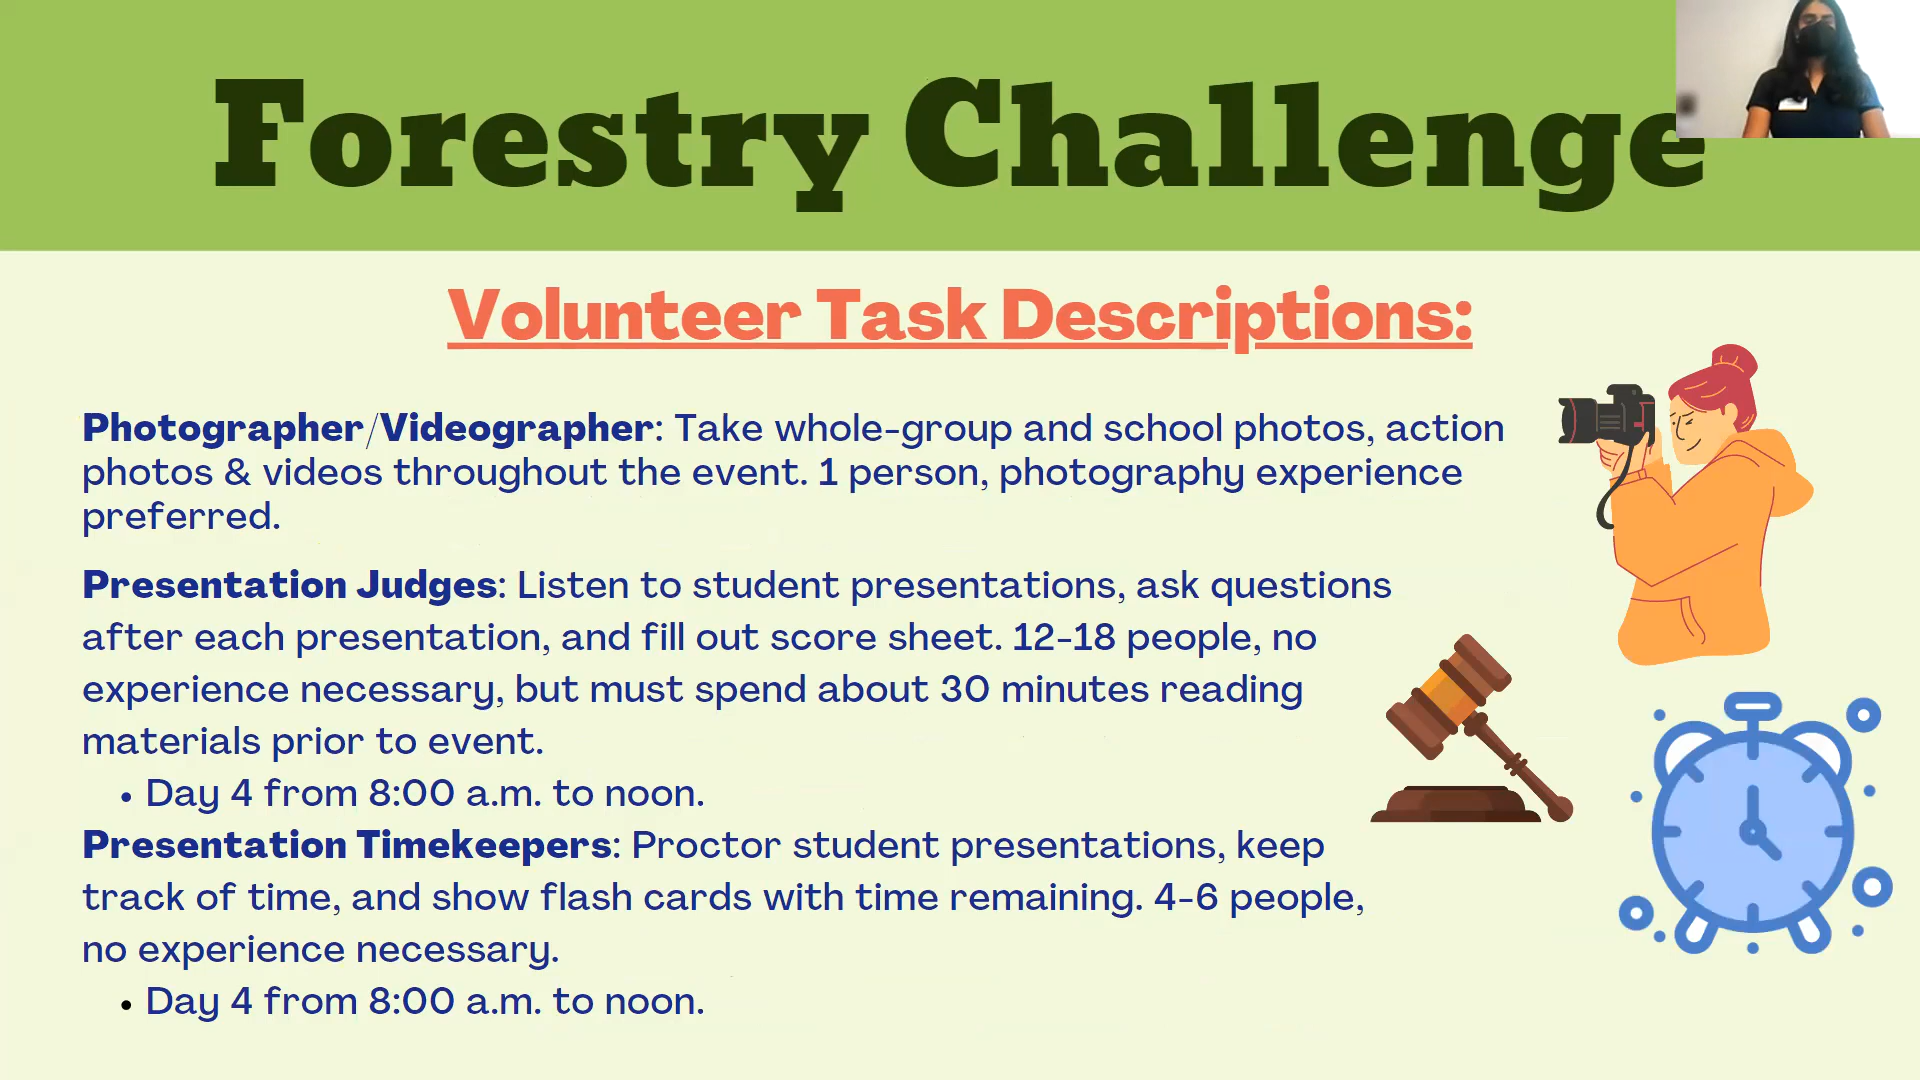 Forestry Challenge
Volunteer Task Descriptions:
Photographer/Videographer: Take whole-group and school photos, action
photos & videos throughout the event. 1 person, photography experience
preferred.
Presentation Judges: Listen to student presentations, ask questions
after each presentation, and fill out score sheet. 12-18 people, no
experience necessary, but must spend about 30 minutes reading
materials prior to event.
• Day 4 from 8:00 a.m. to noon.
Presentation Timekeepers: Proctor student presentations, keep
track of time, and show flash cards with time remaining. 4-6 people,
no experience necessary.
• Day 4 from 8:00 a.m. to noon.